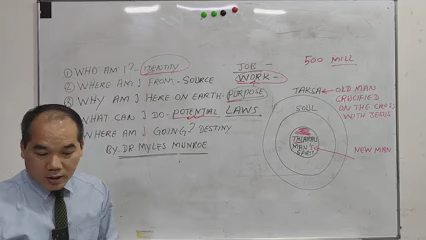 ① WHO AM I? - IDENTITY
② WHERE AM I FROM - SOURCE
③ WHY AM I HERE ON EARTH - PURPOSE
WHAT CAN I DO - POTENTIAL LAWS
WHERE AM I GOING? DESTINY
BY. DR MYLES MUNROE
JOB -
WORK -
500 MILL
OLD MAN
CRUCIFIED
ON THE CROSS
WITH JESUS
SOUL
MAN'S
SPIRIT
NEW MAN